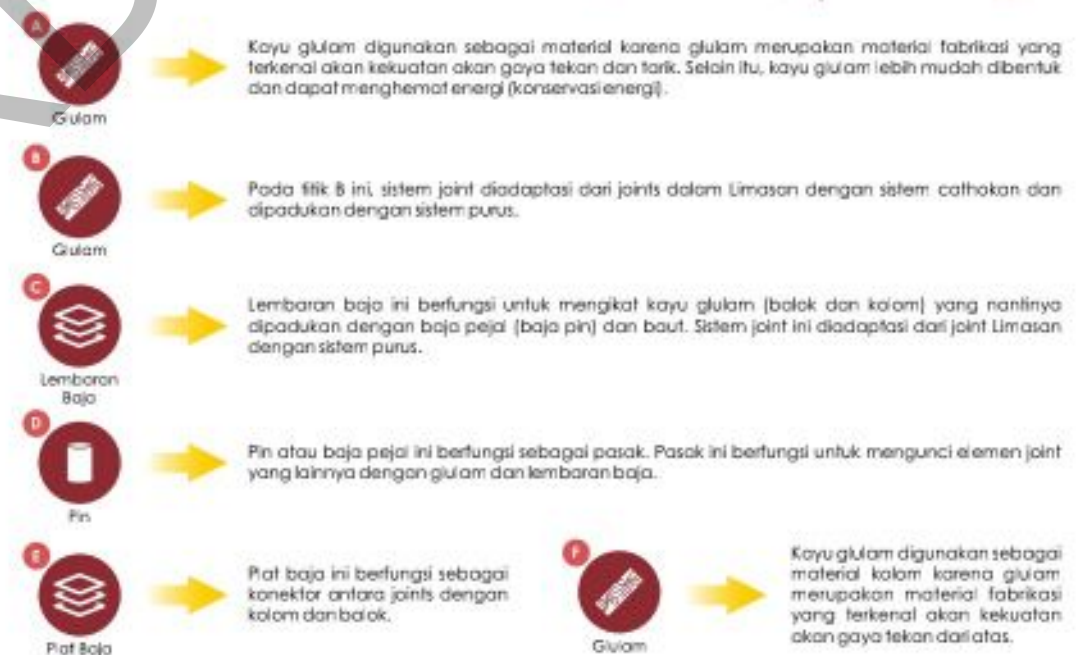 A
Kayu glulam digunakan sebagai material karena glulam merupakan material fabrikasi yang
terkenal akan kekuatan akan gaya tekan dan tarik. Selain itu, kayu glulam lebih mudah dibentuk
dan dapat menghemat energi (konservasi energi).
Glulam
B
Pada titik B ini, sistem joint diadaptasi dari joints dalam Limasan dengan sistem cathokan dan
dipadukan dengan sistem purus.
Glulam
C
Lembaran baja ini berfungsi untuk mengikat kayu glulam (balok dan kolom) yang nantinya
dipadukan dengan baja pejal (baja pin) dan baut. Sistem joint ini diadaptasi dari joint Limasan
dengan sistem purus.
Lembaran
Baja
D
Pin atau baja pejal ini berfungsi sebagai pasak. Pasak ini berfungsi untuk mengunci elemen joint
yang lainnya dengan glulam dan lembaran baja.
Pin
E
Plat baja ini berfungsi sebagai
konektor antara joints dengan
kolom dan balok.
Plat Baja
F
Kayu glulam digunakan sebagai
material kolom karena glulam
merupakan material fabrikasi
yang terkenal akan kekuatan
akan gaya tekan dari atas.
Glulam